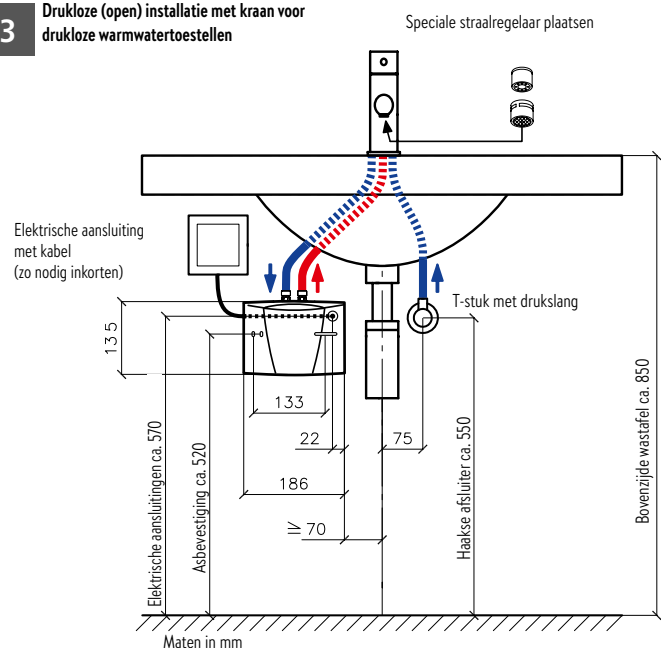 3
Drukloze (open) installatie met kraan voor
drukloze warmwatertoestellen
Speciale straalregelaar plaatsen
Elektrische aansluiting
met kabel
(zo nodig inkorten)
T-stuk met drukslang
135
133
22
75
186
≥ 70
Elektrische aansluitingen ca. 570
Asbevestiging ca. 520
Haakse afsluiter ca. 550
Bovenzijde wastafel ca. 850
Maten in mm